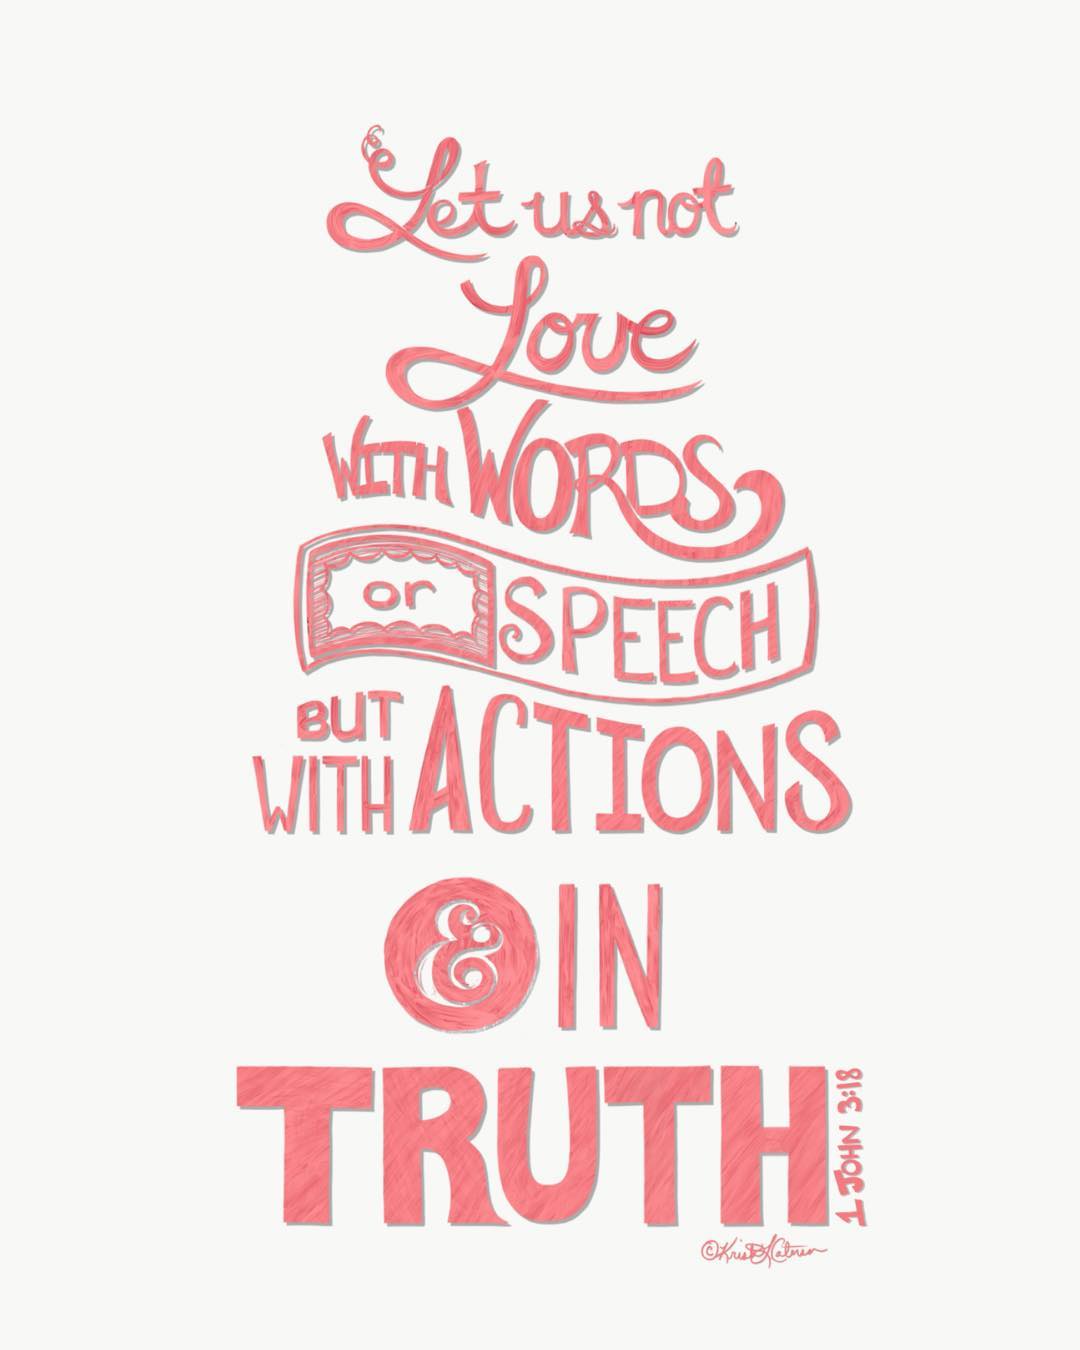 Let us not
Love
WITH WORDS
or SPEECH
BUT
WITH ACTIONS
& IN
TRUTH
1 JOHN 3:18